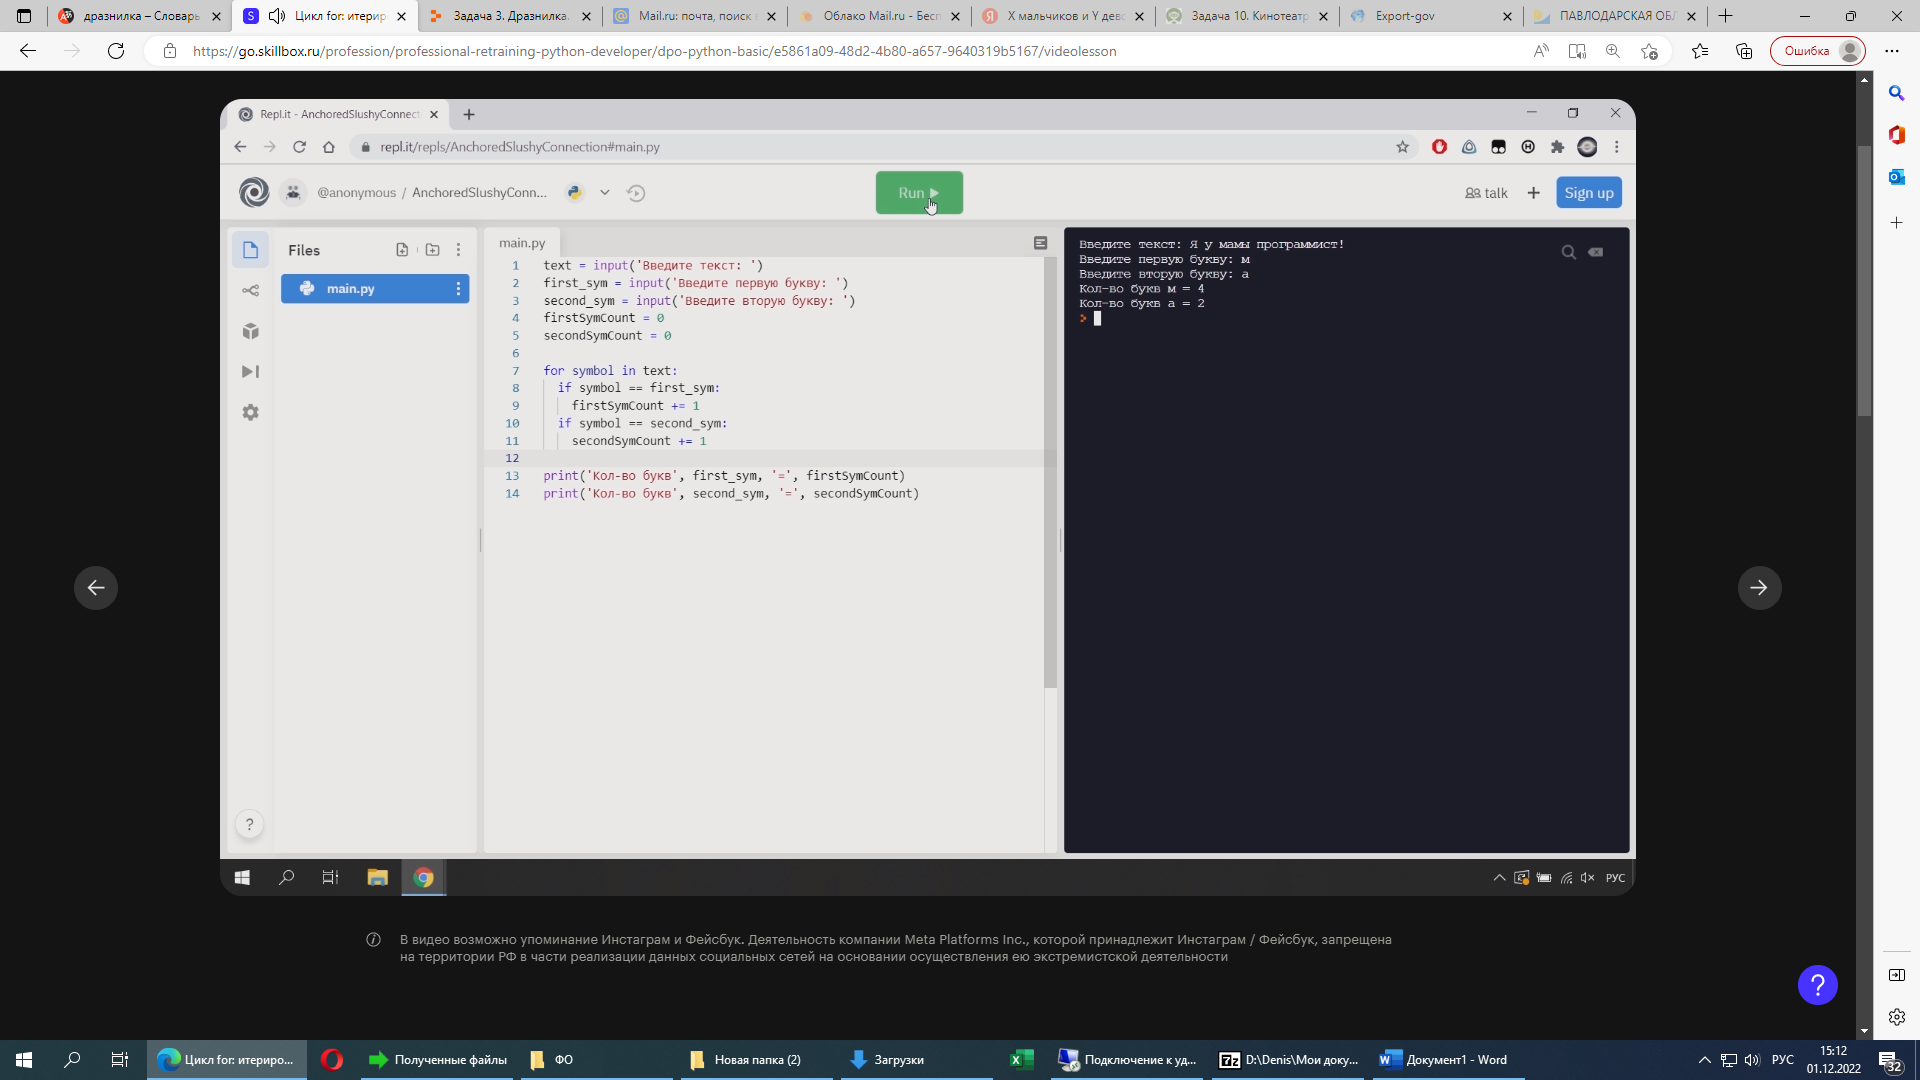 дразнилка – Словарь
Цикл for: итерир
Задача 3. Дразнилка.
Mail.ru: почта, поиск
Облако Mail.ru - Бесп
X мальчиков и Y дев
Задача 10. Кинотеатр
Export-gov
ПАВЛОДАРСКАЯ ОБЛ
https://go.skillbox.ru/profession/professional-retraining-python-developer/dpo-python-basic/e5861a09-48d2-4b80-a657-9640319b5167/videolesson
Ошибка
Repl.it - AnchoredSlushyConnect
repl.it/repls/AnchoredSlushyConnection#main.py
@anonymous / AnchoredSlushyConn...
Run
talk
Sign up
Files
main.py
main.py
1 text = input('Введите текст: ')
2 first_sym = input('Введите первую букву: ')
3 second_sym = input('Введите вторую букву: ')
4 firstSymCount = 0
5 secondSymCount = 0
6
7 for symbol in text:
8 if symbol == first_sym:
9 firstSymCount += 1
10 if symbol == second_sym:
11 secondSymCount += 1
12
13 print('Кол-во букв', first_sym, '=', firstSymCount)
14 print('Кол-во букв', second_sym, '=', secondSymCount)
Введите текст: Я у мамы программист!
Введите первую букву: м
Введите вторую букву: а
Кол-во букв м = 4
Кол-во букв а = 2
>
?
РУС
В видео возможно упоминание Инстаграм и Фейсбук. Деятельность компании Meta Platforms Inc., которой принадлежит Инстаграм / Фейсбук, запрещена
на территории РФ в части реализации данных социальных сетей на основании осуществления ею экстремистской деятельности
?
Цикл for: итериро...
Полученные файлы
ФО
Новая папка (2)
Загрузки
Подключение к уд...
D:\Denis\Мои доку...
Документ1 - Word
РУС
15:12
01.12.2022
32